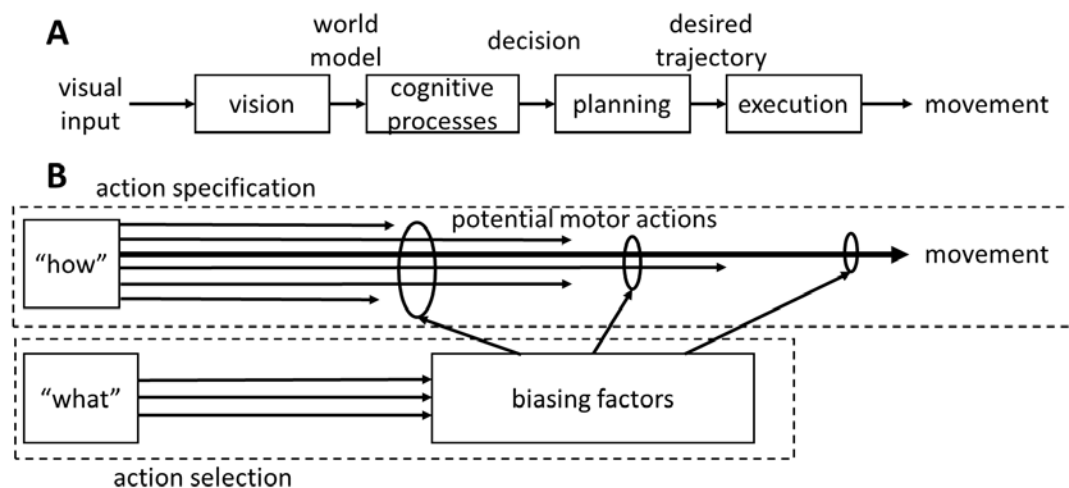 A
visual
input
vision
world
model
cognitive
processes
decision
planning
desired
trajectory
execution
movement
B
action specification
“how”
potential motor actions
movement
“what”
biasing factors
action selection